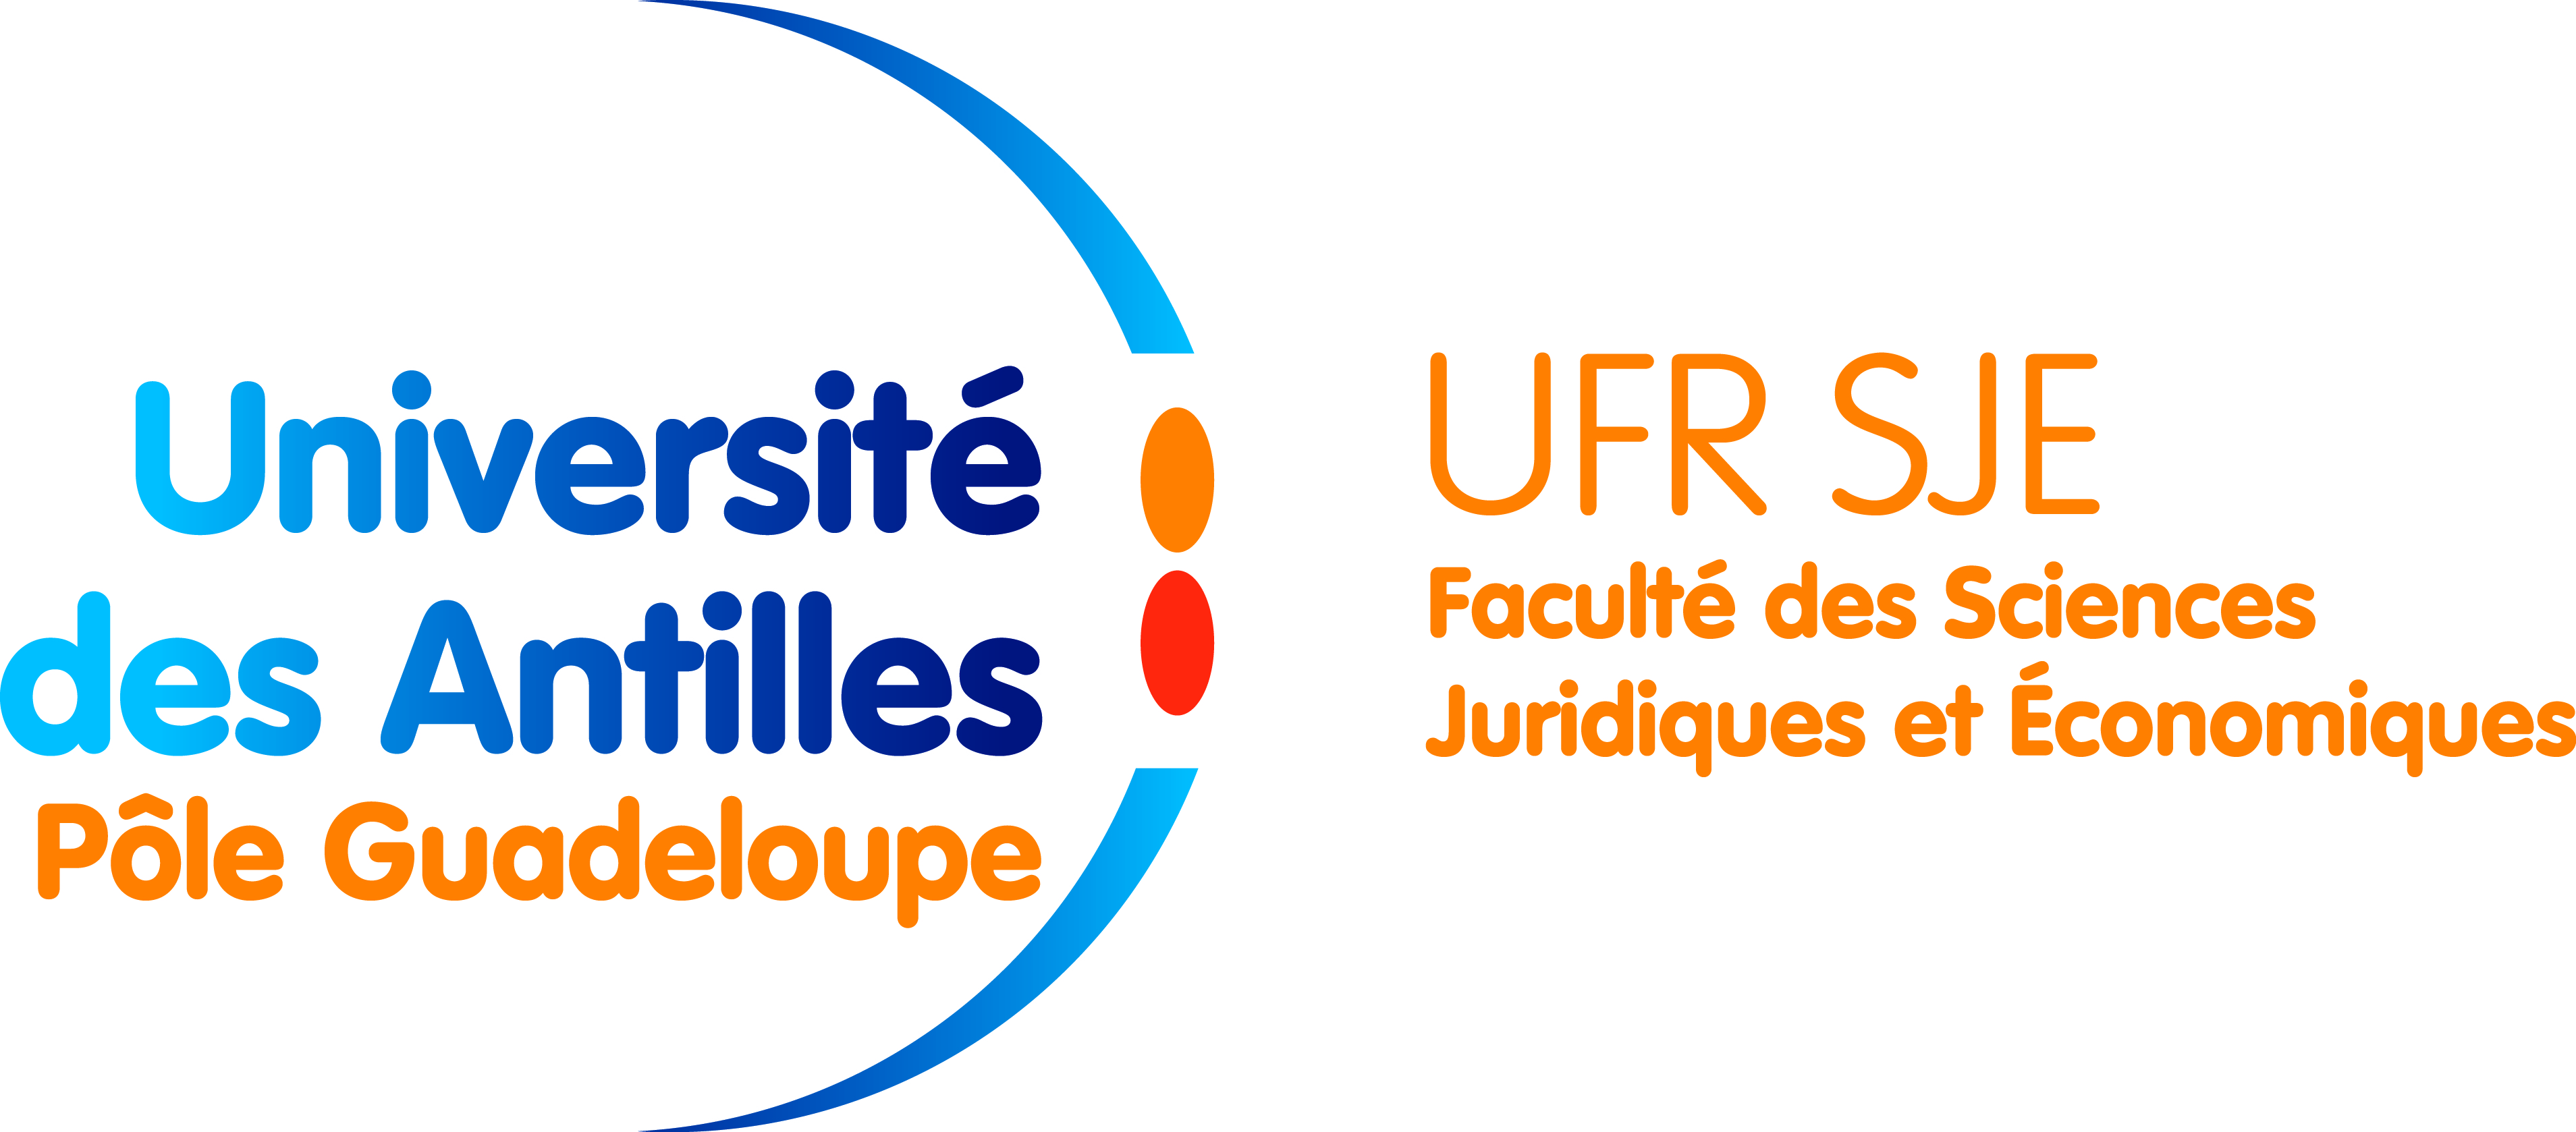 Université
des Antilles
Pôle Guadeloupe
UFR SJE
Faculté des Sciences
Juridiques et Économiques